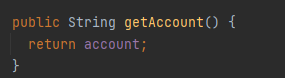 public String getAccount() {
  return account;
}